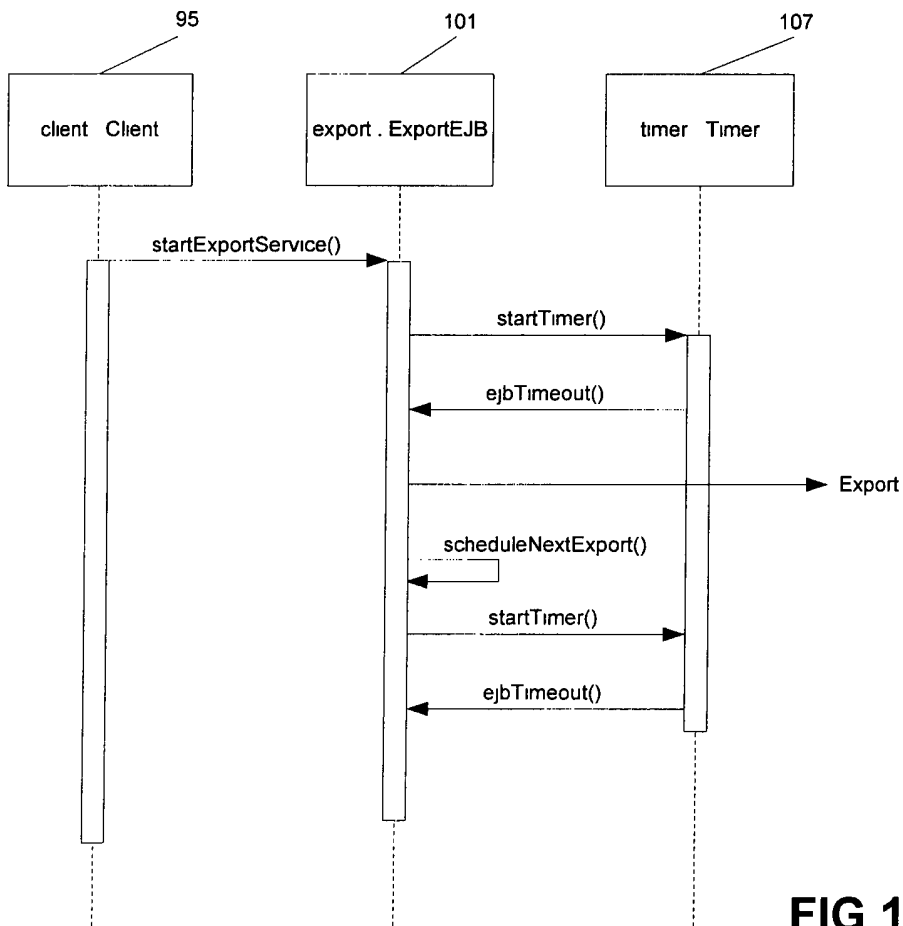 95
101
107
client Client
export . ExportEJB
timer Timer
startExportService()
startTimer()
ejbTimeout()
Export
scheduleNextExport()
startTimer()
ejbTimeout()
FIG 1